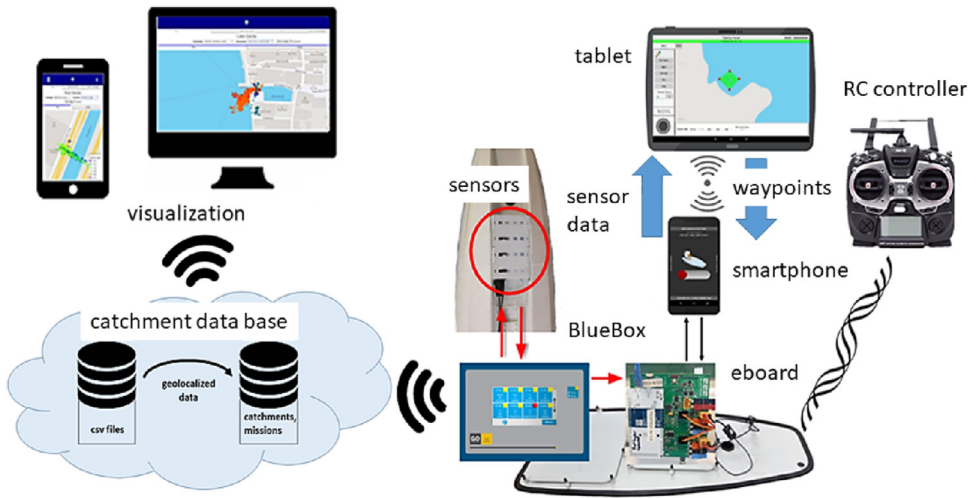 tablet
RC controller
sensors
sensor
data
waypoints
visualization
smartphone
catchment data base
BlueBox
geolocalized
data
eboard
csv files
catchments,
missions
GO